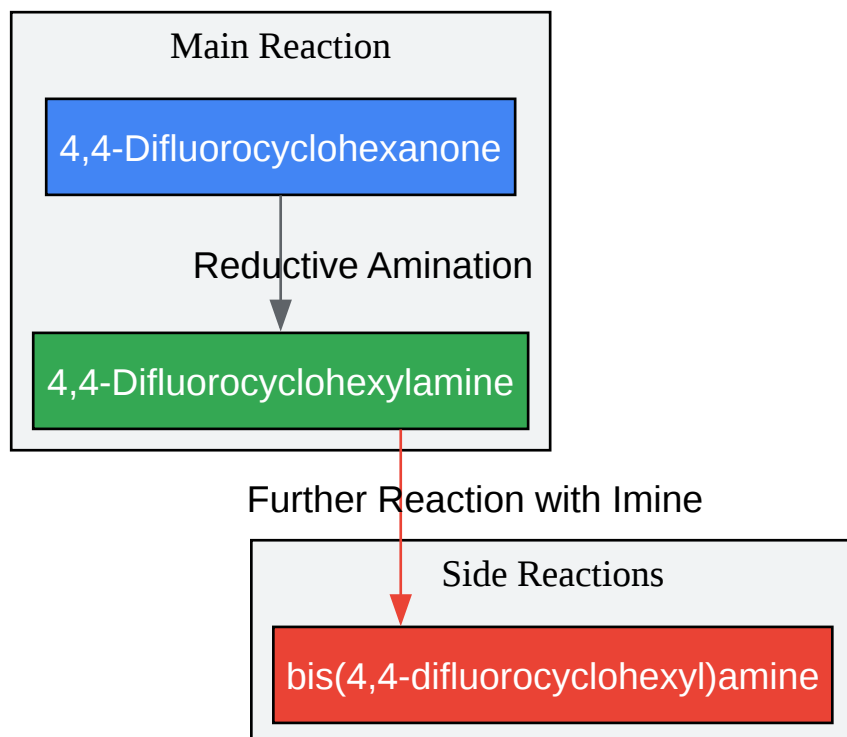 Main Reaction
4,4-Difluorocyclohexanone
Reductive Amination
4,4-Difluorocyclohexylamine
Further Reaction with Imine
Side Reactions
bis(4,4-difluorocyclohexyl)amine